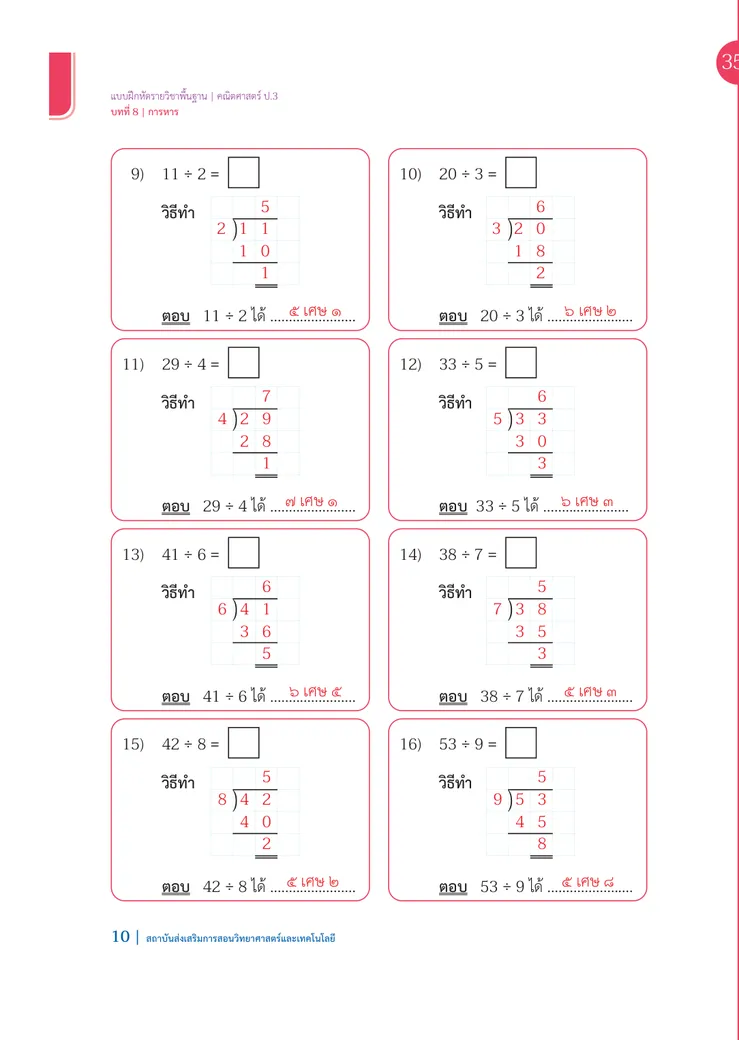 35
แบบฝึกหัดรายวิชาพื้นฐาน | คณิตศาสตร์ ป.3
บทที่ 8 | การหาร
9) 11 ÷ 2 =
วิธีทำ
5
2 ) 1 1
1 0
1
ตอบ 11 ÷ 2 ได้ ....................... ๕ เศษ ๑
10) 20 ÷ 3 =
วิธีทำ
6
3 ) 2 0
1 8
2
ตอบ 20 ÷ 3 ได้ ....................... ๖ เศษ ๒
11) 29 ÷ 4 =
วิธีทำ
7
4 ) 2 9
2 8
1
ตอบ 29 ÷ 4 ได้ ....................... ๗ เศษ ๑
12) 33 ÷ 5 =
วิธีทำ
6
5 ) 3 3
3 0
3
ตอบ 33 ÷ 5 ได้ ....................... ๖ เศษ ๓
13) 41 ÷ 6 =
วิธีทำ
6
6 ) 4 1
3 6
5
ตอบ 41 ÷ 6 ได้ ....................... ๖ เศษ ๕
14) 38 ÷ 7 =
วิธีทำ
5
7 ) 3 8
3 5
3
ตอบ 38 ÷ 7 ได้ ....................... ๕ เศษ ๓
15) 42 ÷ 8 =
วิธีทำ
5
8 ) 4 2
4 0
2
ตอบ 42 ÷ 8 ได้ ....................... ๕ เศษ ๒
16) 53 ÷ 9 =
วิธีทำ
5
9 ) 5 3
4 5
8
ตอบ 53 ÷ 9 ได้ ....................... ๕ เศษ ๘
10 | สถาบันส่งเสริมการสอนวิทยาศาสตร์และเทคโนโลยี